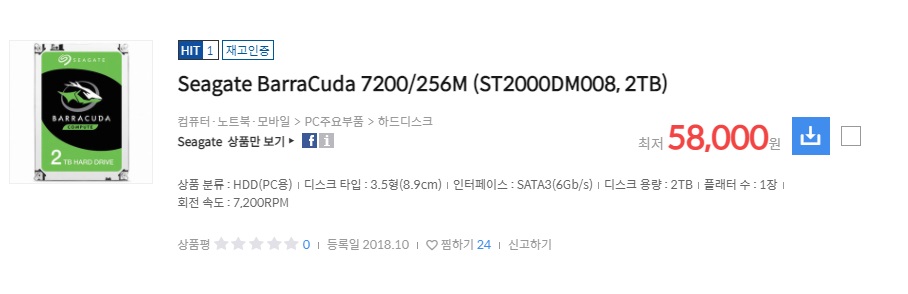 HIT 1 재고인증
Seagate BarraCuda 7200/256M (ST2000DM008, 2TB)
컴퓨터·노트북·모바일 > PC주요부품 > 하드디스크
Seagate 상품만 보기 f i
최저 58,000원
상품 분류 : HDD(PC용) | 디스크 타입 : 3.5형(8.9cm) | 인터페이스 : SATA3(6Gb/s) | 디스크 용량 : 2TB | 플래터 수 : 1장 |
회전 속도 : 7,200RPM
상품평 0 | 등록일 2018.10 | 찜하기 24 | 신고하기
SEAGATE
BARRACUDA
COMPUTE
2 TB HARD DRIVE